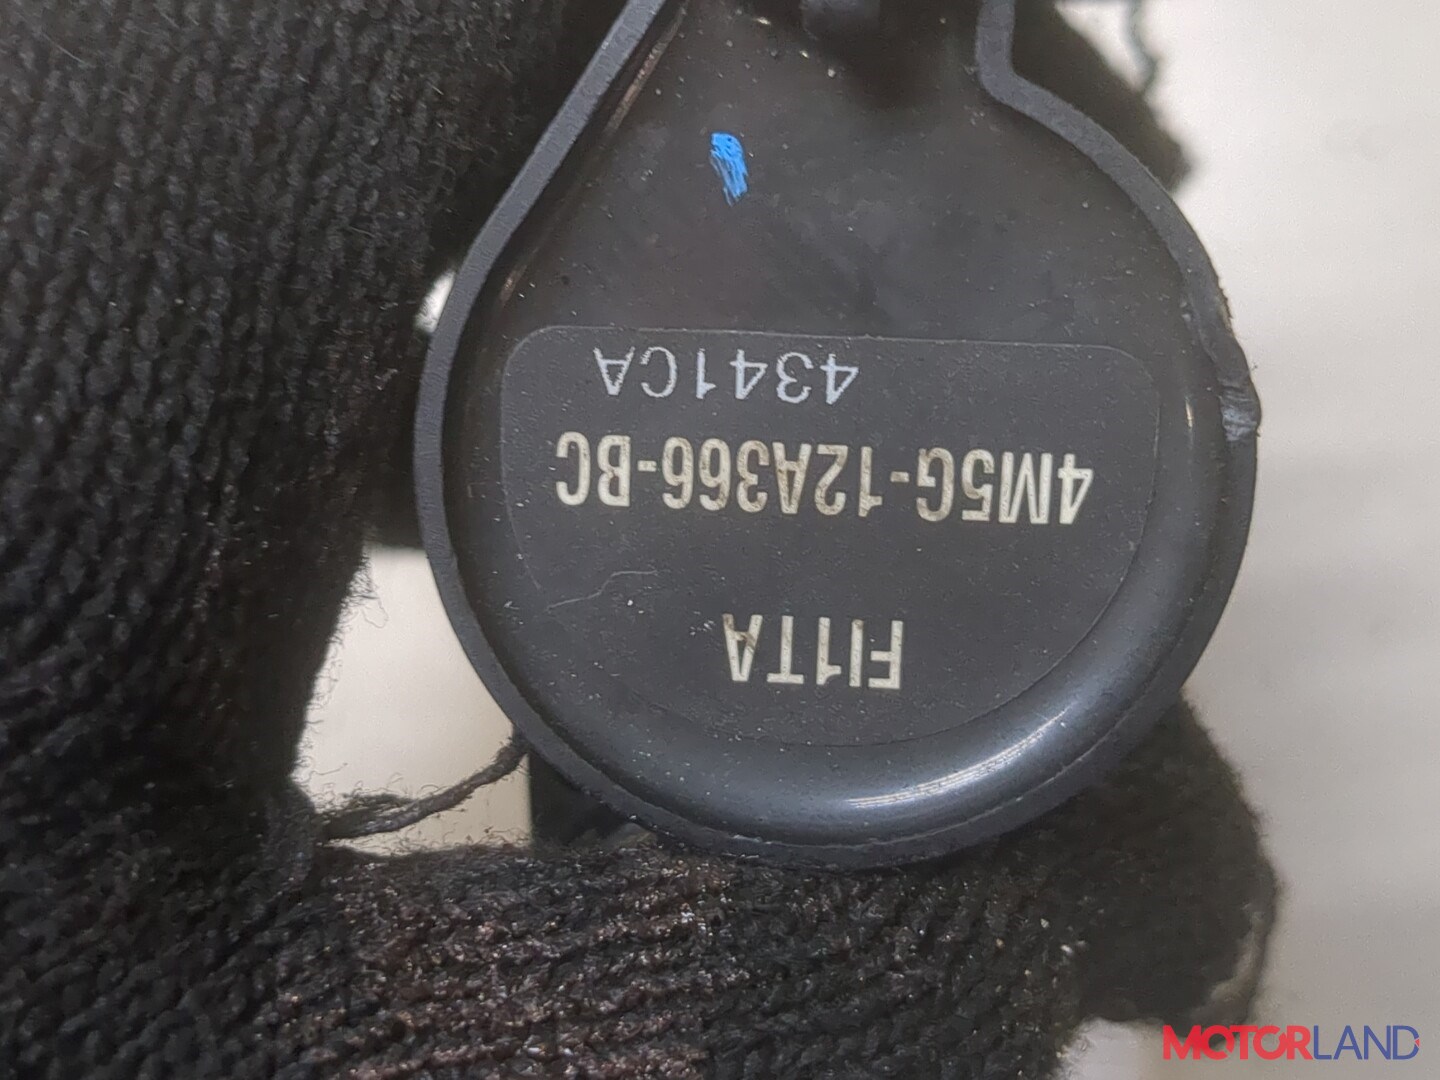 FI1TA
4M5G-12A366-BC
4341CA
MOTORLAND